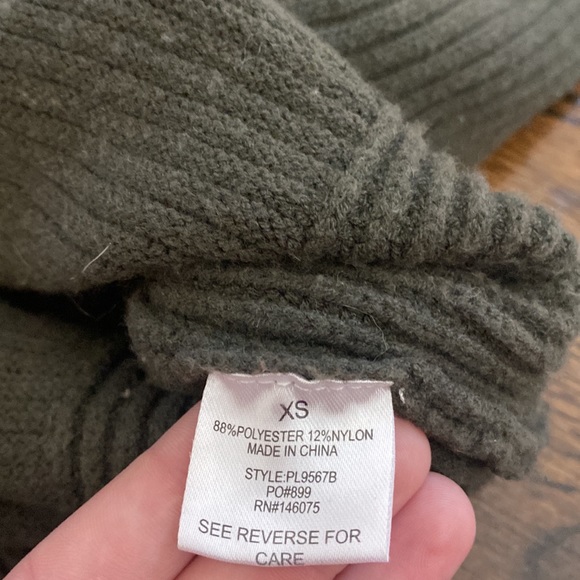 XS
88%POLYESTER 12%NYLON
MADE IN CHINA
STYLE:PL9567B
PO#899
RN#146075
SEE REVERSE FOR
CARE